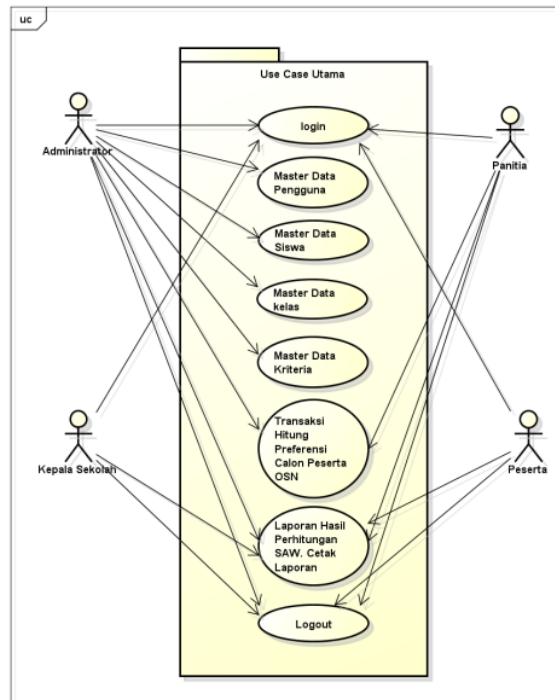 uc
Use Case Utama
Administrator
login
Panitia
Master Data
Pengguna
Master Data
Siswa
Master Data
kelas
Master Data
Kriteria
Transaksi
Hitung
Preferensi
Calon Peserta
OSN
Kepala Sekolah
Peserta
Laporan Hasil
Perhitungan
SAW. Cetak
Laporan
Logout